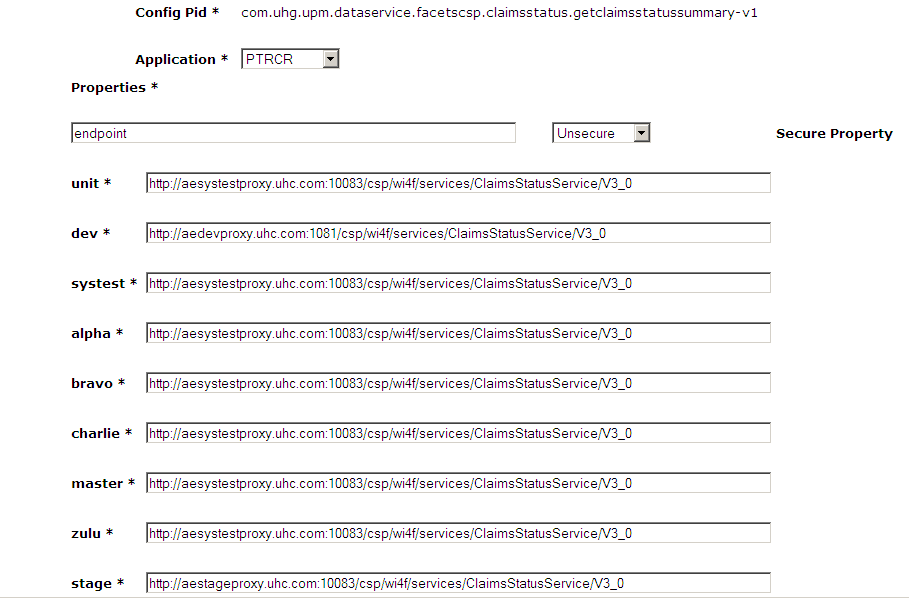 Config Pid * com.uhg.upm.dataservice.facetscsp.claimsstatus.getclaimsstatussummary-v1
Application * PTRCR
Properties *
endpoint Unsecure Secure Property
unit * http://aesystestproxy.uhc.com:10083/csp/wi4f/services/ClaimsStatusService/V3_0
dev * http://aedevproxy.uhc.com:1081/csp/wi4f/services/ClaimsStatusService/V3_0
systest * http://aesystestproxy.uhc.com:10083/csp/wi4f/services/ClaimsStatusService/V3_0
alpha * http://aesystestproxy.uhc.com:10083/csp/wi4f/services/ClaimsStatusService/V3_0
bravo * http://aesystestproxy.uhc.com:10083/csp/wi4f/services/ClaimsStatusService/V3_0
charlie * http://aesystestproxy.uhc.com:10083/csp/wi4f/services/ClaimsStatusService/V3_0
master * http://aesystestproxy.uhc.com:10083/csp/wi4f/services/ClaimsStatusService/V3_0
zulu * http://aesystestproxy.uhc.com:10083/csp/wi4f/services/ClaimsStatusService/V3_0
stage * http://aestageproxy.uhc.com:10083/csp/wi4f/services/ClaimsStatusService/V3_0